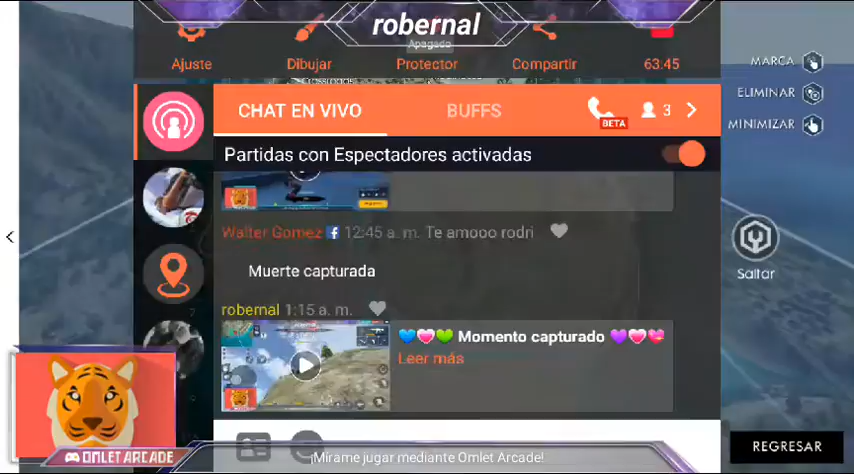 robernal
Apagado
Ajuste
Dibujar
Protector
Compartir
63:45
MARCA
ELIMINAR
MINIMIZAR
CHAT EN VIVO
BUFFS
BETA
3
Partidas con Espectadores activadas
Walter Gomez 12:45 a. m. Te amooo rodri
Muerte capturada
robernal 1:15 a. m.
💙💗💚 Momento capturado 💜💗💖
Leer más
Saltar
OMLET ARCADE
¡Mírame jugar mediante Omlet Arcade!
REGRESAR